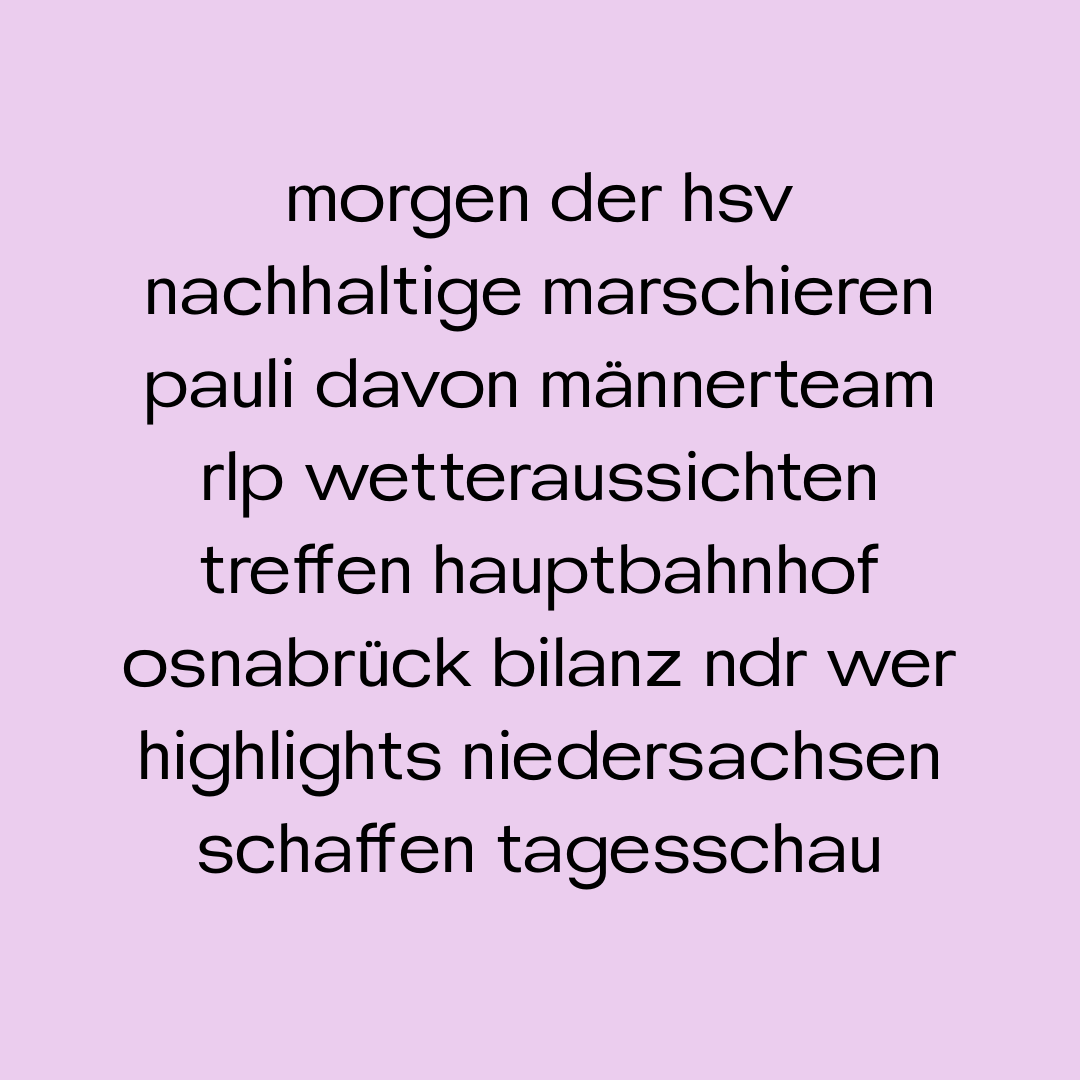 morgen der hsv
nachhaltige marschieren
pauli davon männerteam
rlp wetteraussichten
treffen hauptbahnhof
osnabrück bilanz ndr wer
highlights niedersachsen
schaffen tagesschau